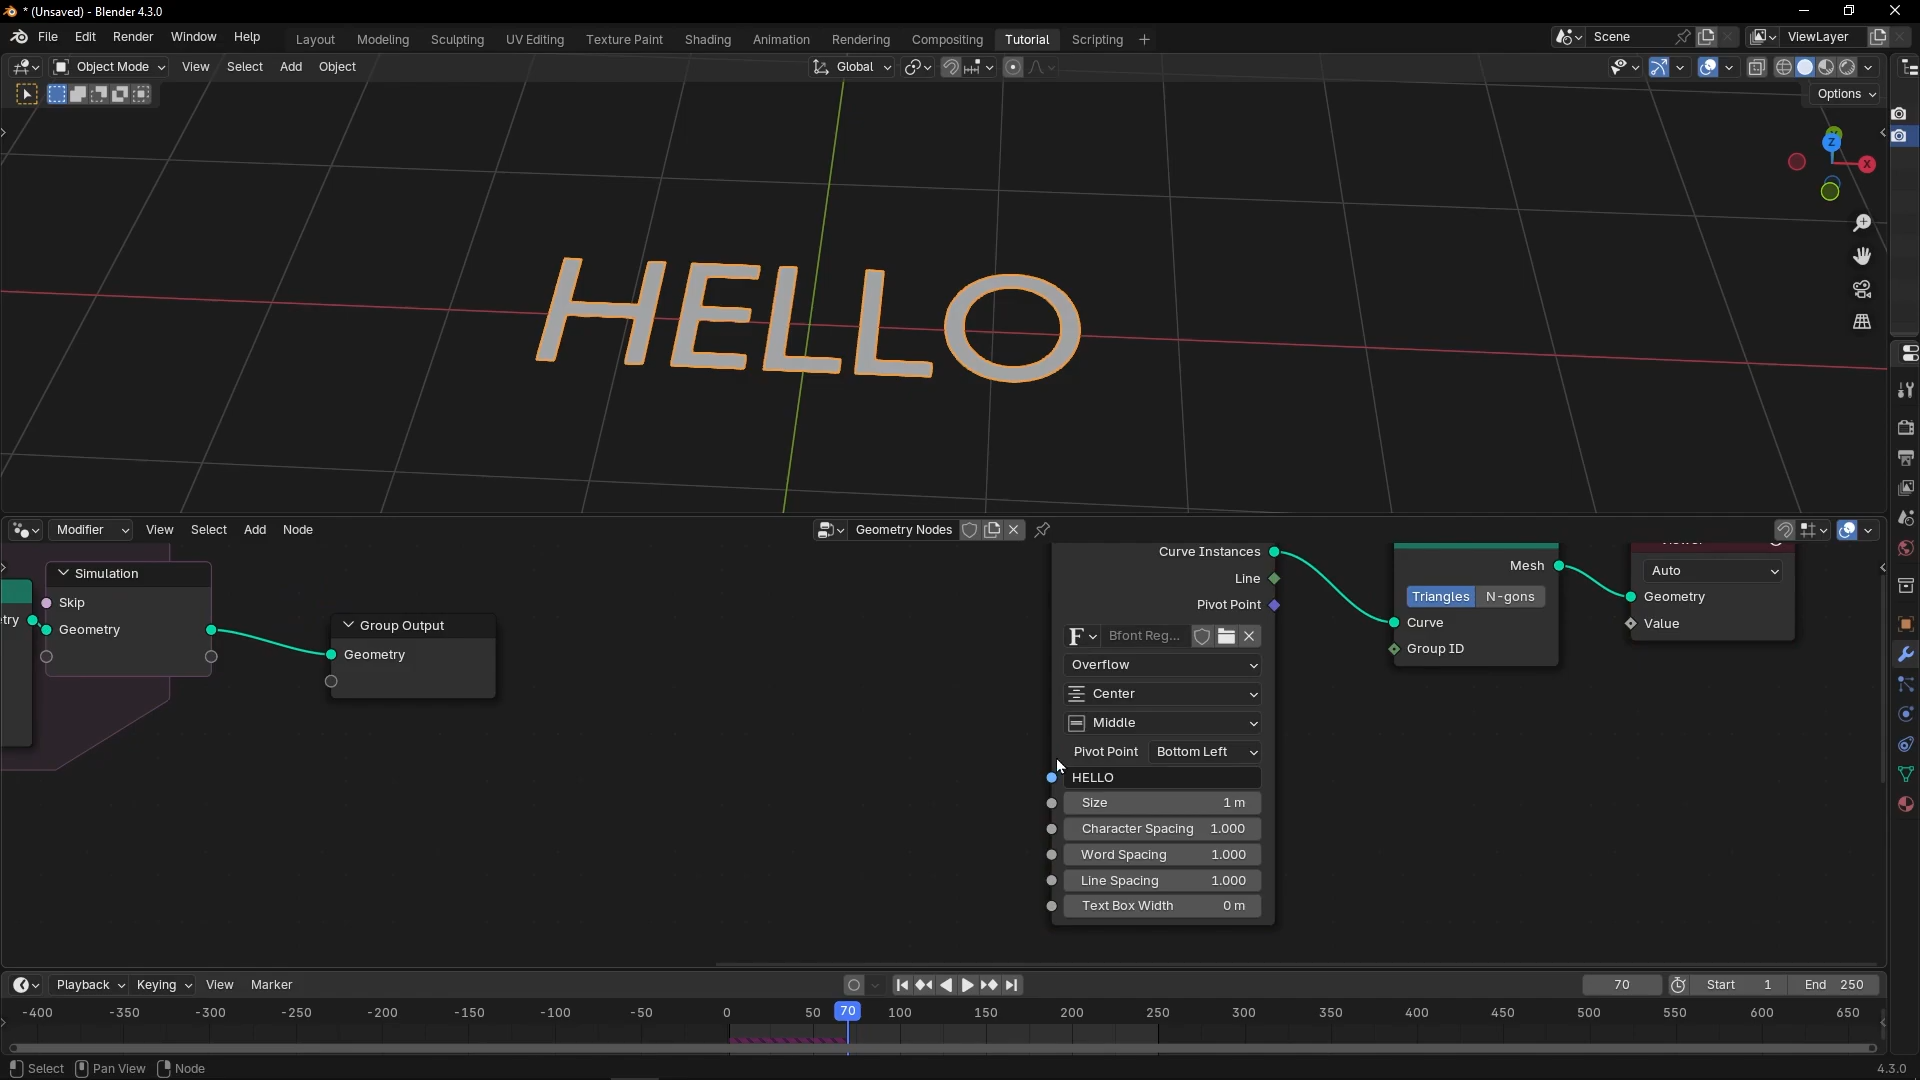 * (Unsaved) - Blender 4.3.0
File Edit Render Window Help Layout Modeling Sculpting UV Editing Texture Paint Shading Animation Rendering Compositing Tutorial Scripting + Scene ViewLayer
Object Mode View Select Add Object Global
Options
Z
X
HELLO
Modifier View Select Add Node Geometry Nodes
Curve Instances
Line
Pivot Point
F Bfont Reg...
Overflow
Center
Middle
Pivot Point Bottom Left
HELLO
Size 1 m
Character Spacing 1.000
Word Spacing 1.000
Line Spacing 1.000
Text Box Width 0 m
Mesh
Triangles N-gons
Curve
Group ID
Auto
Geometry
Value
Simulation
Skip
Geometry
Group Output
Geometry
Playback Keying View Marker 70 Start 1 End 250
-400 -350 -300 -250 -200 -150 -100 -50 0 50 70 100 150 200 250 300 350 400 450 500 550 600 650
Select Pan View Node 4.3.0